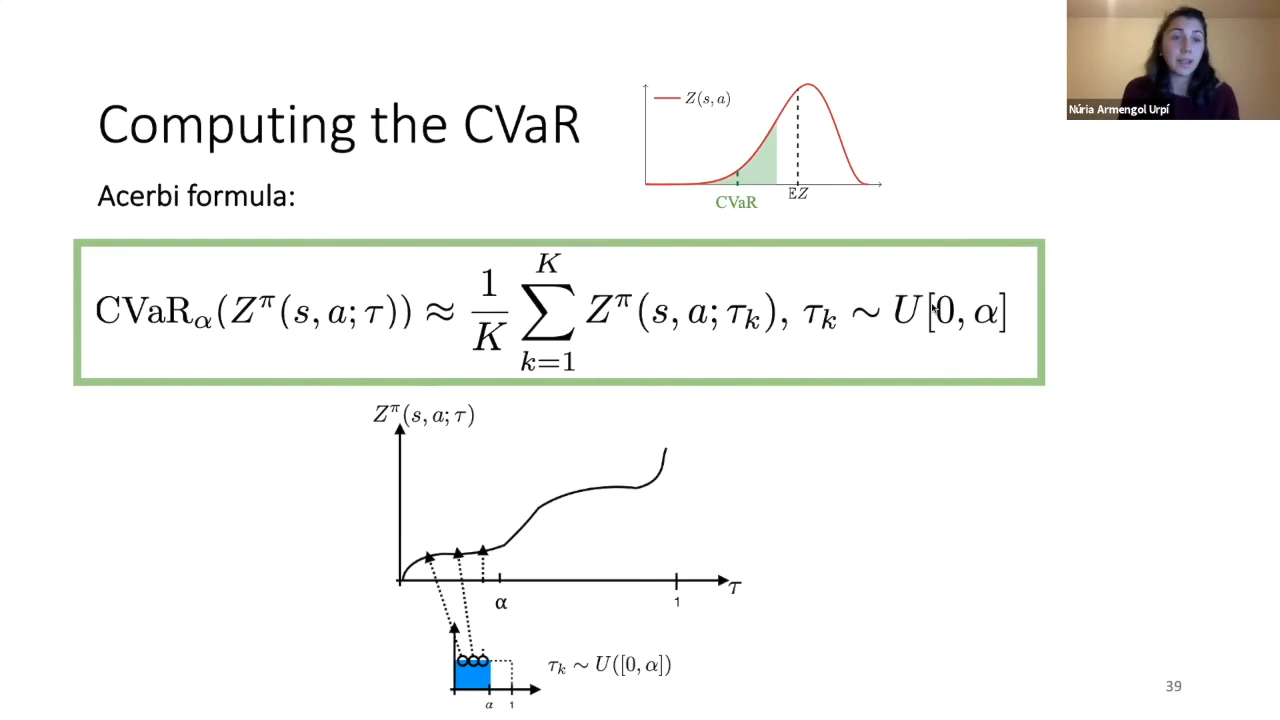 Núria Armengol Urpí
Computing the CVaR
Z(s, a)
CVaR
𝔼Z
Acerbi formula:
CVaR_α(Z^π(s, a; τ)) ≈ 1/K ∑_{k=1}^{K} Z^π(s, a; τ_k), τ_k ∼ U[0, α]
Z^π(s, a; τ)
α
1
τ
τ_k ∼ U([0, α])
α
1
39